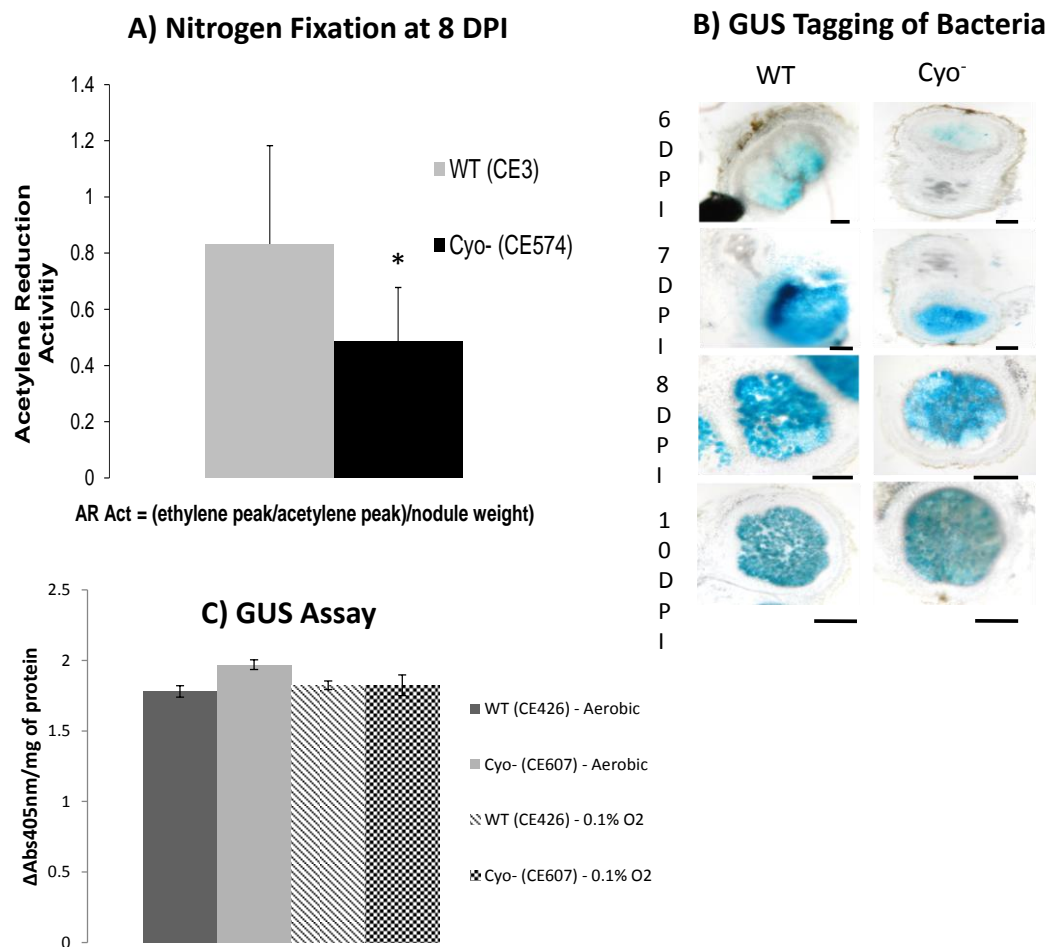 A) Nitrogen Fixation at 8 DPI
1.4
1.2
1
0.8
0.6
0.4
0.2
0
Acetylene Reduction
Activitiy
*
WT (CE3)
Cyo- (CE574)
AR Act = (ethylene peak/acetylene peak)/nodule weight)
B) GUS Tagging of Bacteria
WT
Cyo-
6
D
P
I
7
D
P
I
8
D
P
I
1
0
D
P
I
C) GUS Assay
2.5
2
1.5
1
0.5
0
ΔAbs405nm/mg of protein
WT (CE426) - Aerobic
Cyo- (CE607) - Aerobic
WT (CE426) - 0.1% O2
Cyo- (CE607) - 0.1% O2